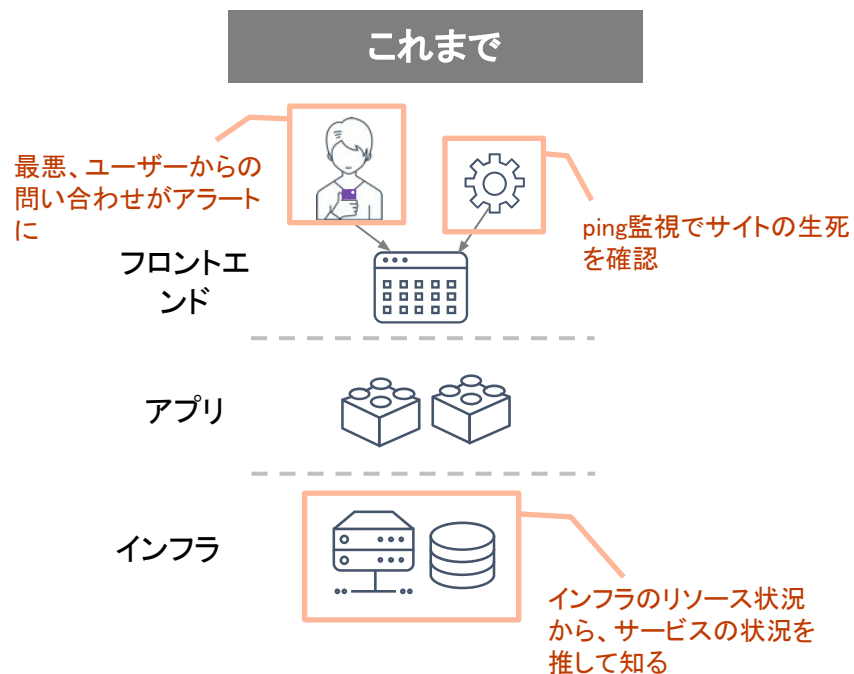 これまで
最悪、ユーザーからの
問い合わせがアラート
に
ping監視でサイトの生死
を確認
フロントエ
ンド
アプリ
インフラ
インフラのリソース状況
から、サービスの状況を
推して知る